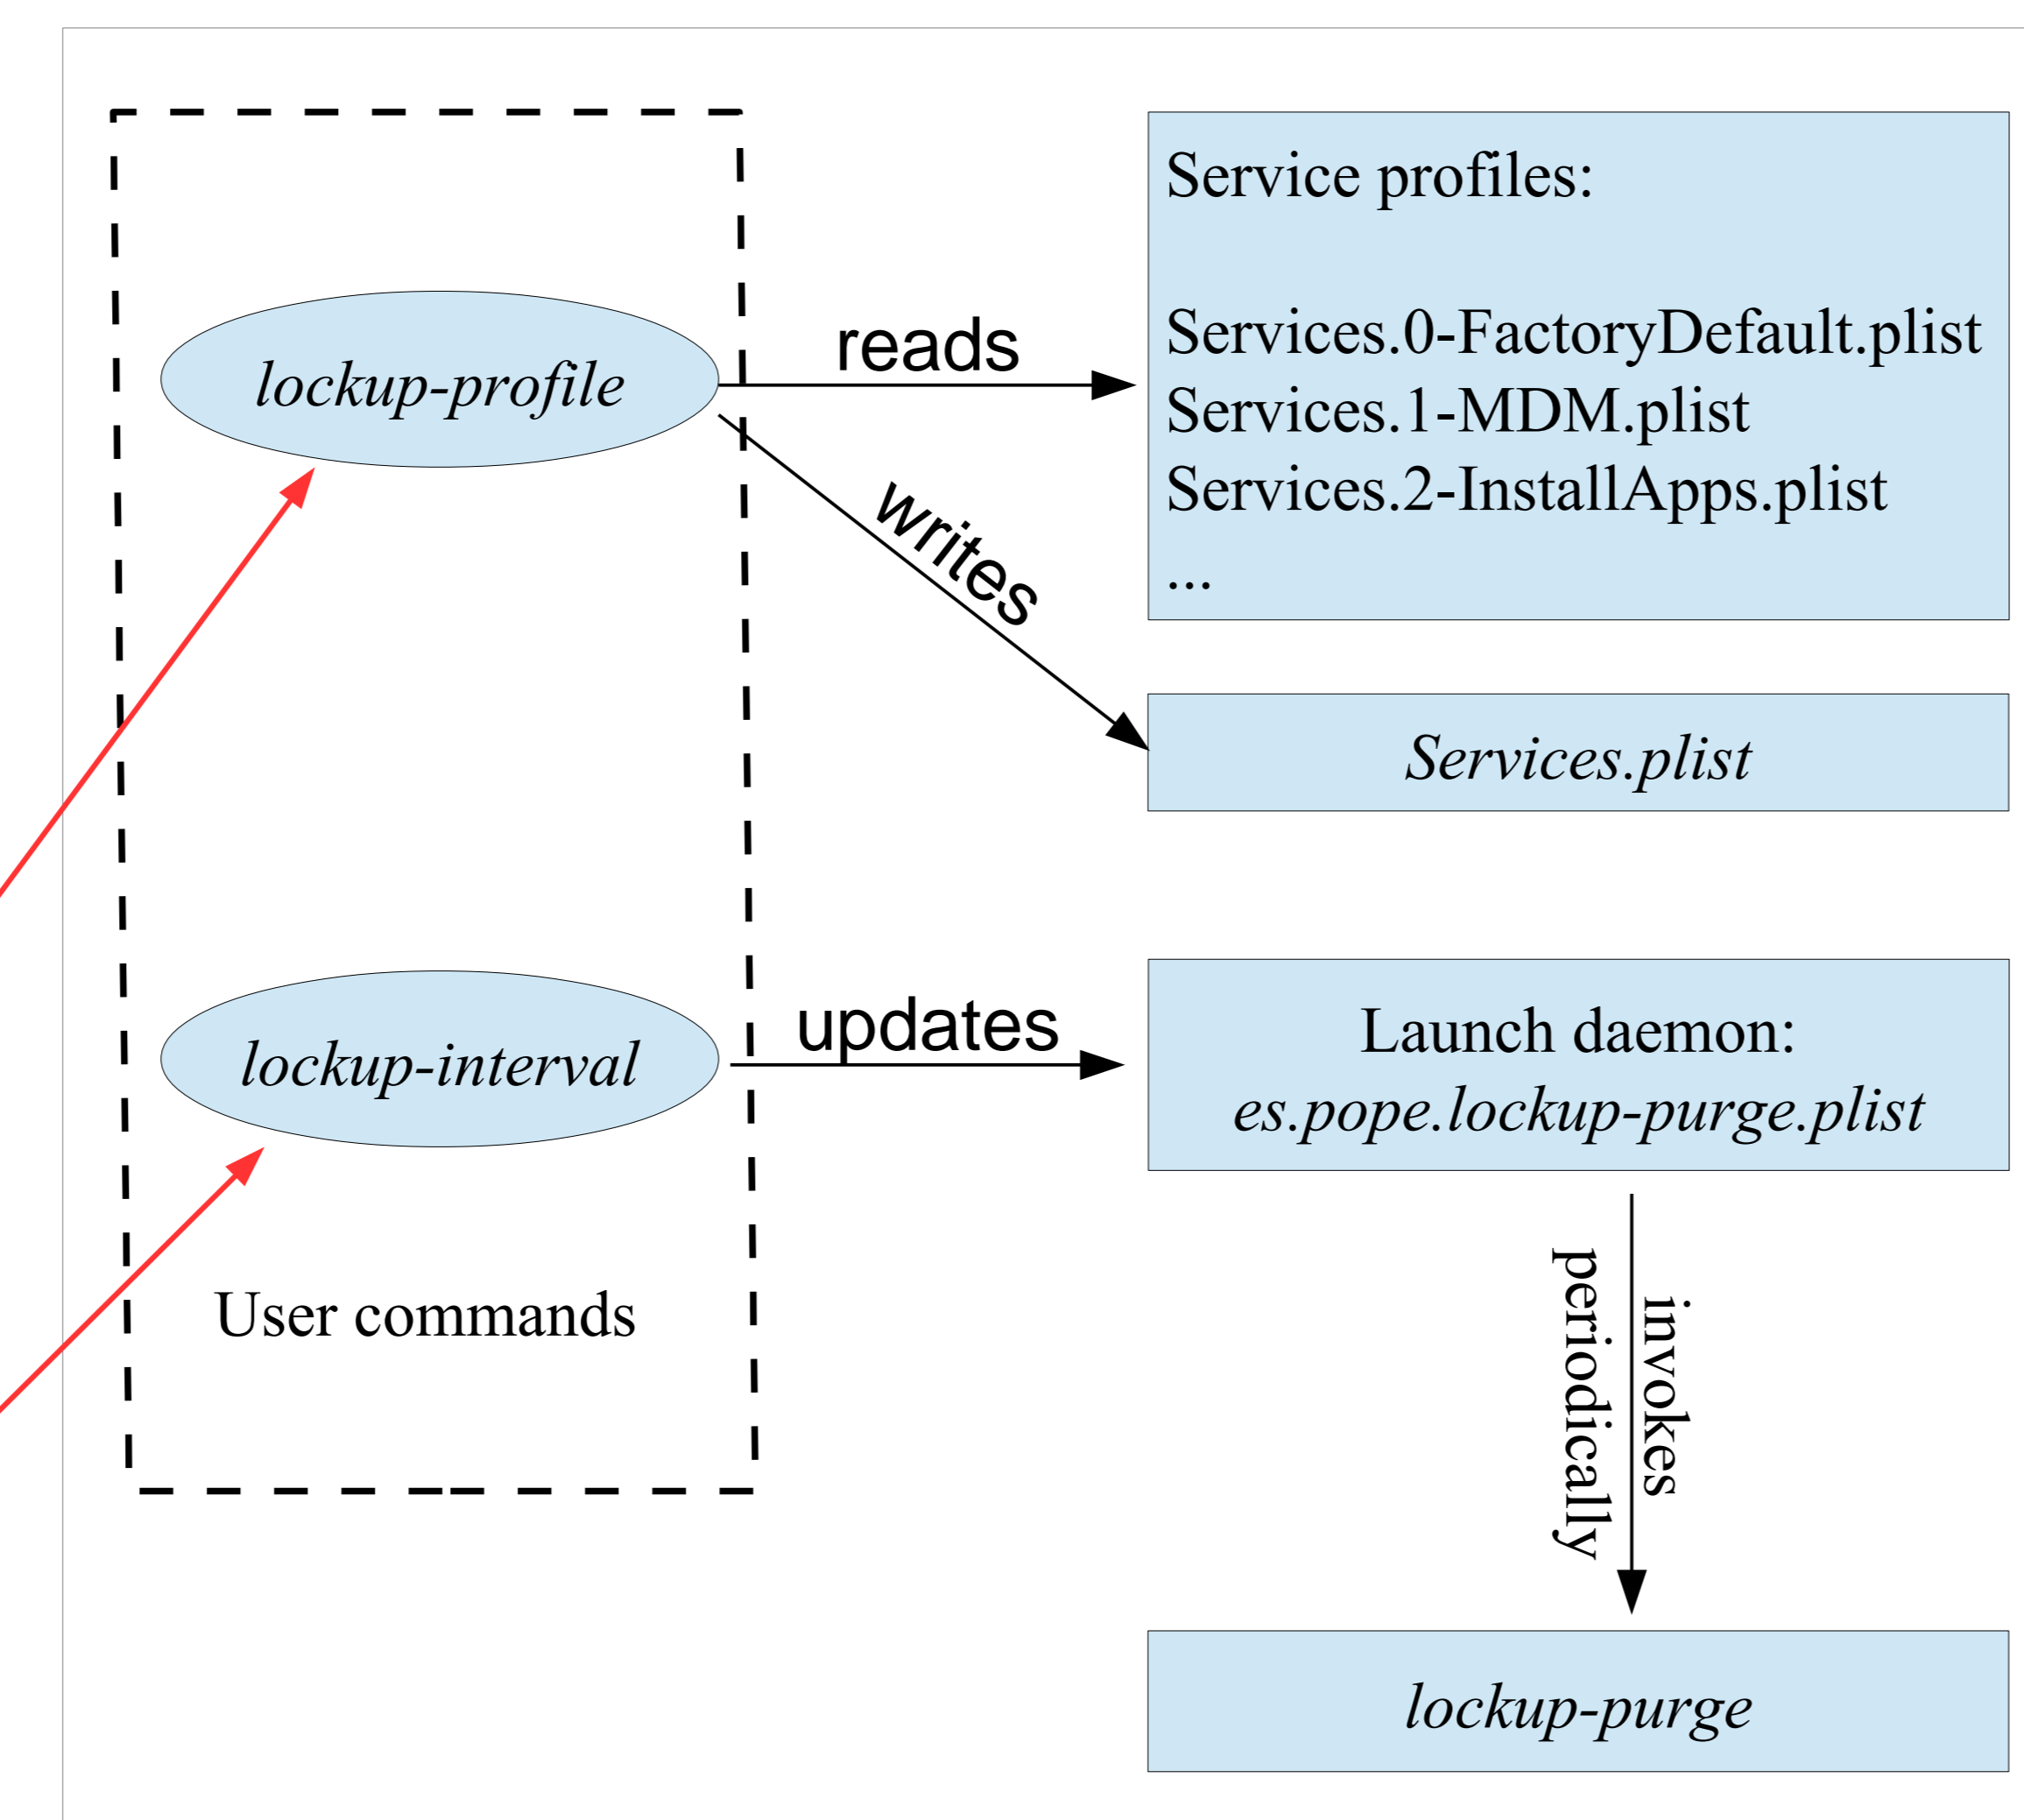 lockup-profile
reads
writes
Service profiles:
Services.0-FactoryDefault.plist
Services.1-MDM.plist
Services.2-InstallApps.plist
...
Services.plist
lockup-interval
updates
Launch daemon:
es.pope.lockup-purge.plist
User commands
invokes
periodically
lockup-purge